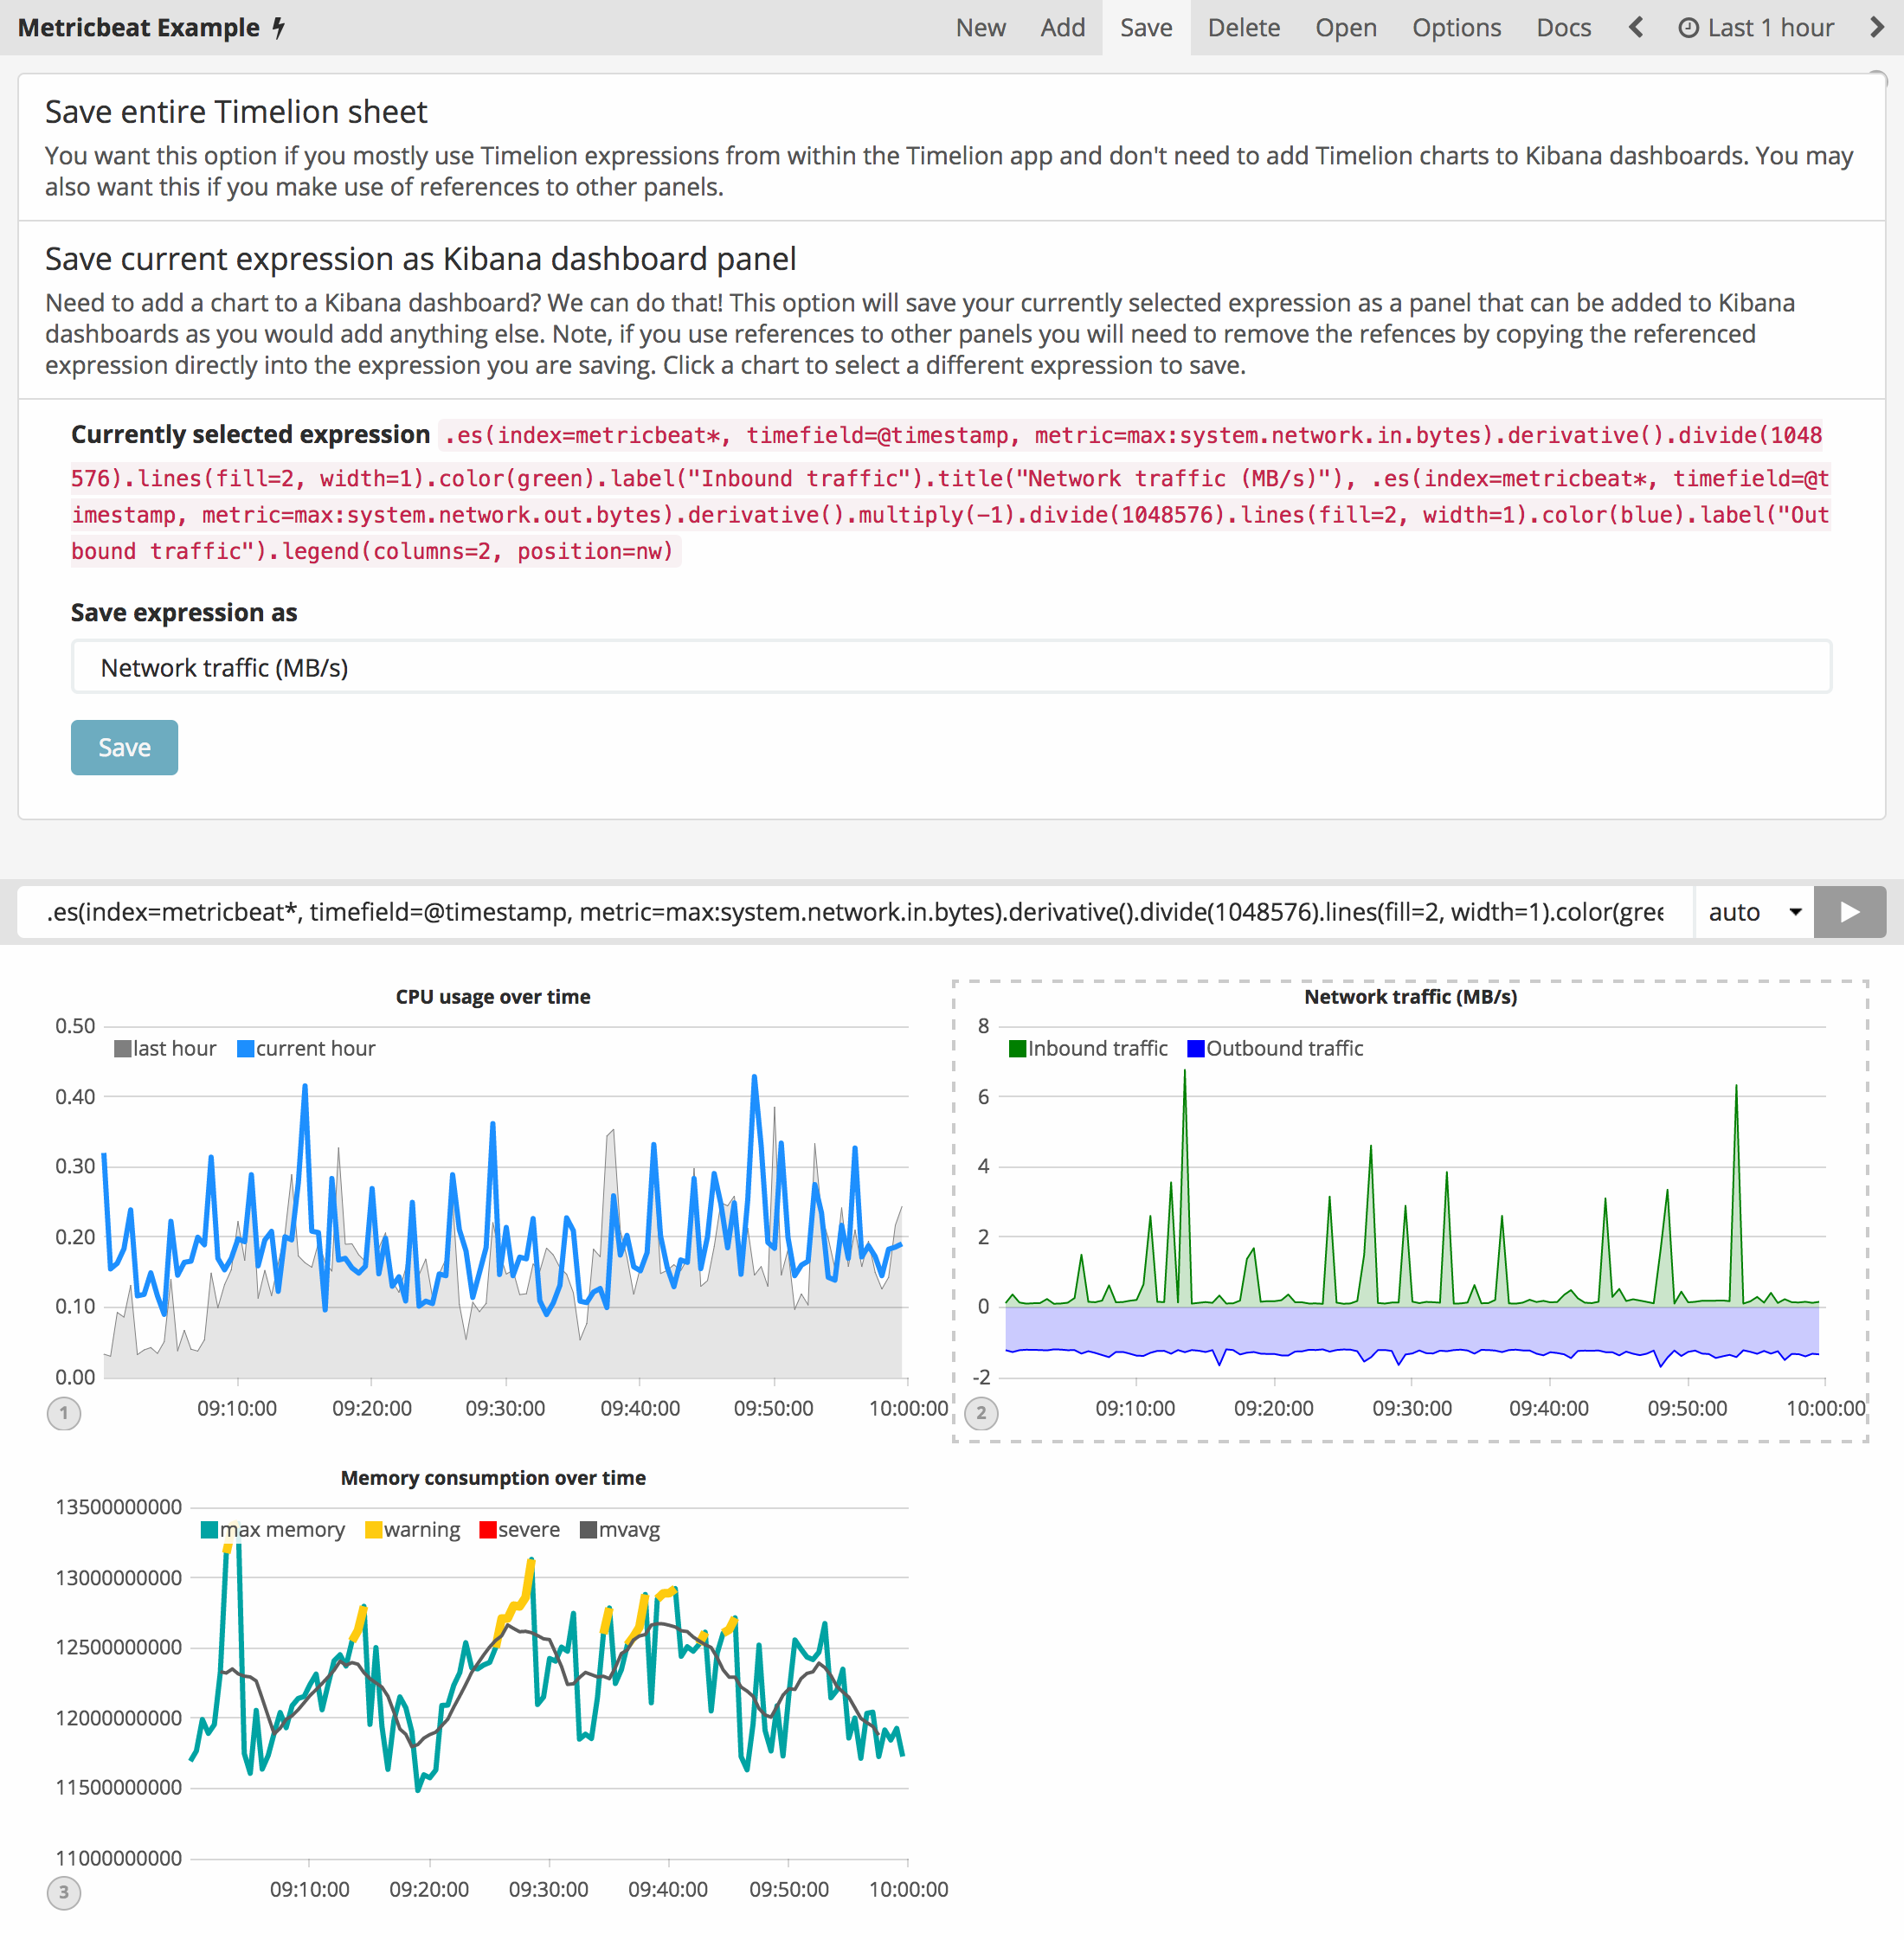 Metricbeat Example
New Add Save Delete Open Options Docs Last 1 hour
Save entire Timelion sheet
You want this option if you mostly use Timelion expressions from within the Timelion app and don't need to add Timelion charts to Kibana dashboards. You may
also want this if you make use of references to other panels.
Save current expression as Kibana dashboard panel
Need to add a chart to a Kibana dashboard? We can do that! This option will save your currently selected expression as a panel that can be added to Kibana
dashboards as you would add anything else. Note, if you use references to other panels you will need to remove the refences by copying the referenced
expression directly into the expression you are saving. Click a chart to select a different expression to save.
Currently selected expression .es(index=metricbeat*, timefield=@timestamp, metric=max:system.network.in.bytes).derivative().divide(1048
576).lines(fill=2, width=1).color(green).label("Inbound traffic").title("Network traffic (MB/s)"), .es(index=metricbeat*, timefield=@t
imestamp, metric=max:system.network.out.bytes).derivative().multiply(-1).divide(1048576).lines(fill=2, width=1).color(blue).label("Out
bound traffic").legend(columns=2, position=nw)
Save expression as
Network traffic (MB/s)
Save
.es(index=metricbeat*, timefield=@timestamp, metric=max:system.network.in.bytes).derivative().divide(1048576).lines(fill=2, width=1).color(gree
auto
CPU usage over time
0.50
last hour current hour
0.40
0.30
0.20
0.10
0.00
1
09:10:00 09:20:00 09:30:00 09:40:00 09:50:00 10:00:00
Network traffic (MB/s)
8
Inbound traffic Outbound traffic
6
4
2
0
-2
2
09:10:00 09:20:00 09:30:00 09:40:00 09:50:00 10:00:00
Memory consumption over time
13500000000
max memory warning severe mvavg
13000000000
12500000000
12000000000
11500000000
11000000000
3
09:10:00 09:20:00 09:30:00 09:40:00 09:50:00 10:00:00